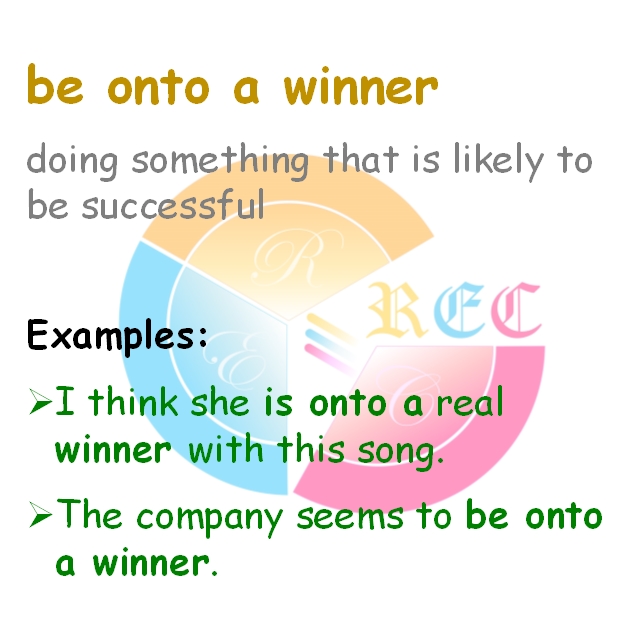 be onto a winner
doing something that is likely to
be successful
R
E
C
REC
Examples:
➢I think she is onto a real
winner with this song.
➢The company seems to be onto
a winner.